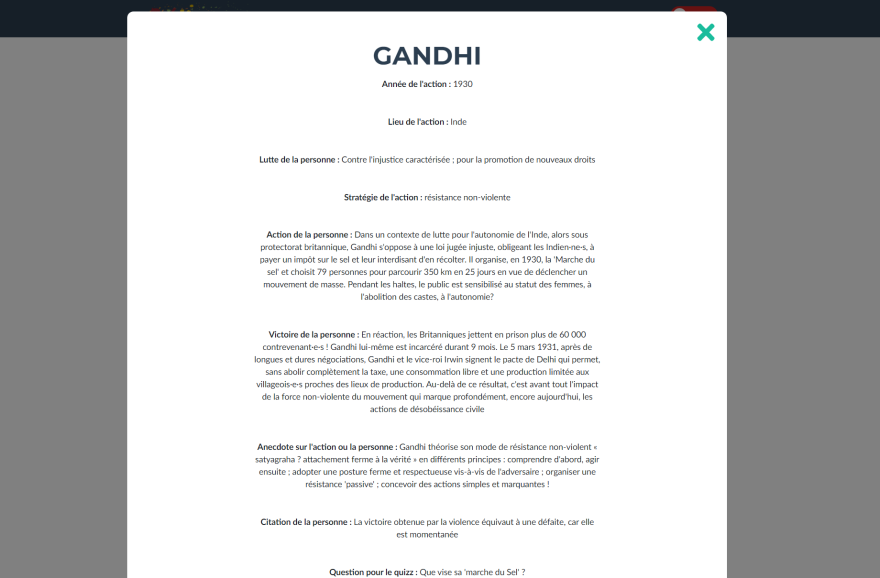 GANDHI
Année de l'action : 1930
Lieu de l'action : Inde
Lutte de la personne : Contre l'injustice caractérisée ; pour la promotion de nouveaux droits
Stratégie de l'action : résistance non-violente
Action de la personne : Dans un contexte de lutte pour l'autonomie de l'Inde, alors sous
protectorat britannique, Gandhi s'oppose à une loi jugée injuste, obligeant les Indien·ne·s, à
payer un impôt sur le sel et leur interdisant d'en récolter. Il organise, en 1930, la 'Marche du
sel' et choisit 79 personnes pour parcourir 350 km en 25 jours en vue de déclencher un
mouvement de masse. Pendant les haltes, le public est sensibilisé au statut des femmes, à
l'abolition des castes, à l'autonomie?
Victoire de la personne : En réaction, les Britanniques jettent en prison plus de 60 000
contrevenant·e·s ! Gandhi lui-même est incarcéré durant 9 mois. Le 5 mars 1931, après de
longues et dures négociations, Gandhi et le vice-roi Irwin signent le pacte de Delhi qui permet,
sans abolir complètement la taxe, une consommation libre et une production limitée aux
villageois·e·s proches des lieux de production. Au-delà de ce résultat, c'est avant tout l'impact
de la force non-violente du mouvement qui marque profondément, encore aujourd'hui, les
actions de désobéissance civile
Anecdote sur l'action ou la personne : Gandhi théorise son mode de résistance non-violent «
satyagraha ? attachement ferme à la vérité » en différents principes : comprendre d'abord, agir
ensuite ; adopter une posture ferme et respectueuse vis-à-vis de l'adversaire ; organiser une
résistance 'passive' ; concevoir des actions simples et marquantes !
Citation de la personne : La victoire obtenue par la violence équivaut à une défaite, car elle
est momentanée
Question pour le quizz : Que vise sa 'marche du Sel' ?